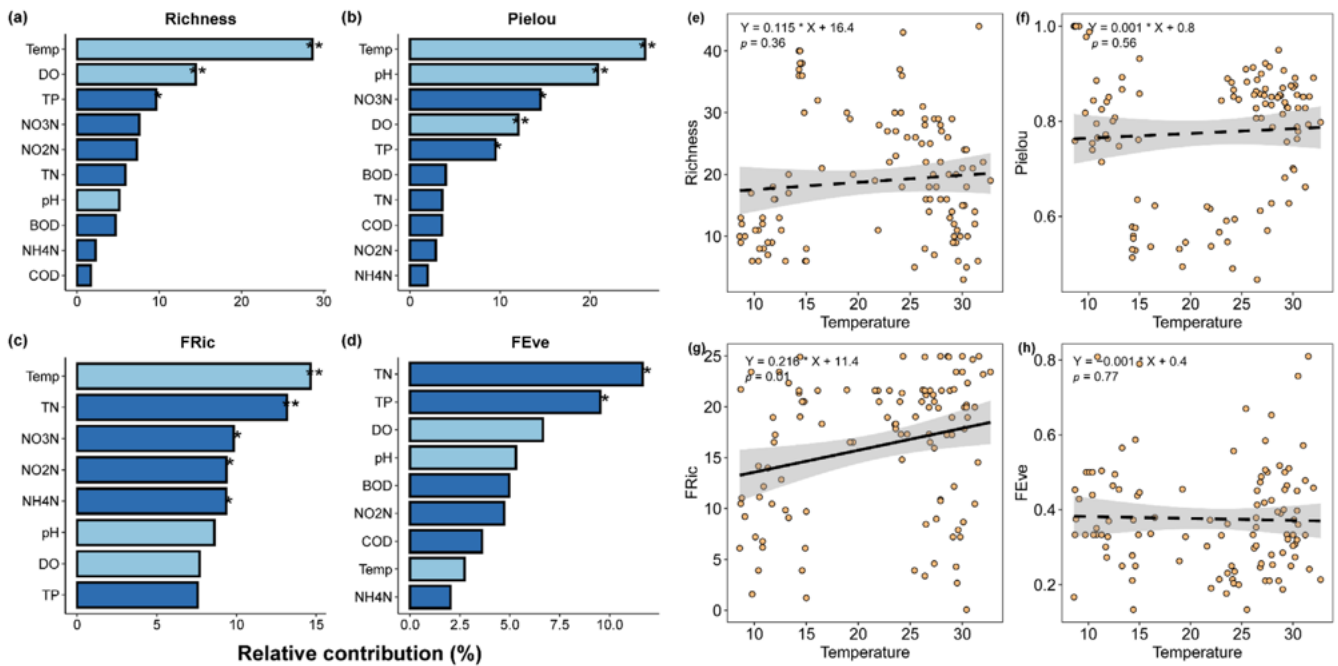 (a) Richness
Temp
**
DO
**
TP
*
NO3N
NO2N
TN
pH
BOD
NH4N
COD
0 10 20 30
(b) Pielou
Temp
**
pH
**
NO3N
*
DO
**
TP
*
BOD
TN
COD
NO2N
NH4N
0 10 20
(c) FRic
Temp
**
TN
**
NO3N
*
NO2N
*
NH4N
*
pH
DO
TP
0 5 10 15
(d) FEve
TN
*
TP
*
DO
pH
BOD
NO2N
COD
Temp
NH4N
0.0 2.5 5.0 7.5 10.0
Relative contribution (%)
(e)
Y = 0.115 * X + 16.4
p = 0.36
Richness
40
30
20
10
10 15 20 25 30
Temperature
(f)
Y = 0.001 * X + 0.8
p = 0.56
Pielou
1.0
0.8
0.6
10 15 20 25 30
Temperature
(g)
Y = 0.216 * X + 11.4
p = 0.01
FRic
25
20
15
10
5
0
10 15 20 25 30
Temperature
(h)
Y = −0.001 * X + 0.4
p = 0.77
FEve
0.8
0.6
0.4
0.2
10 15 20 25 30
Temperature